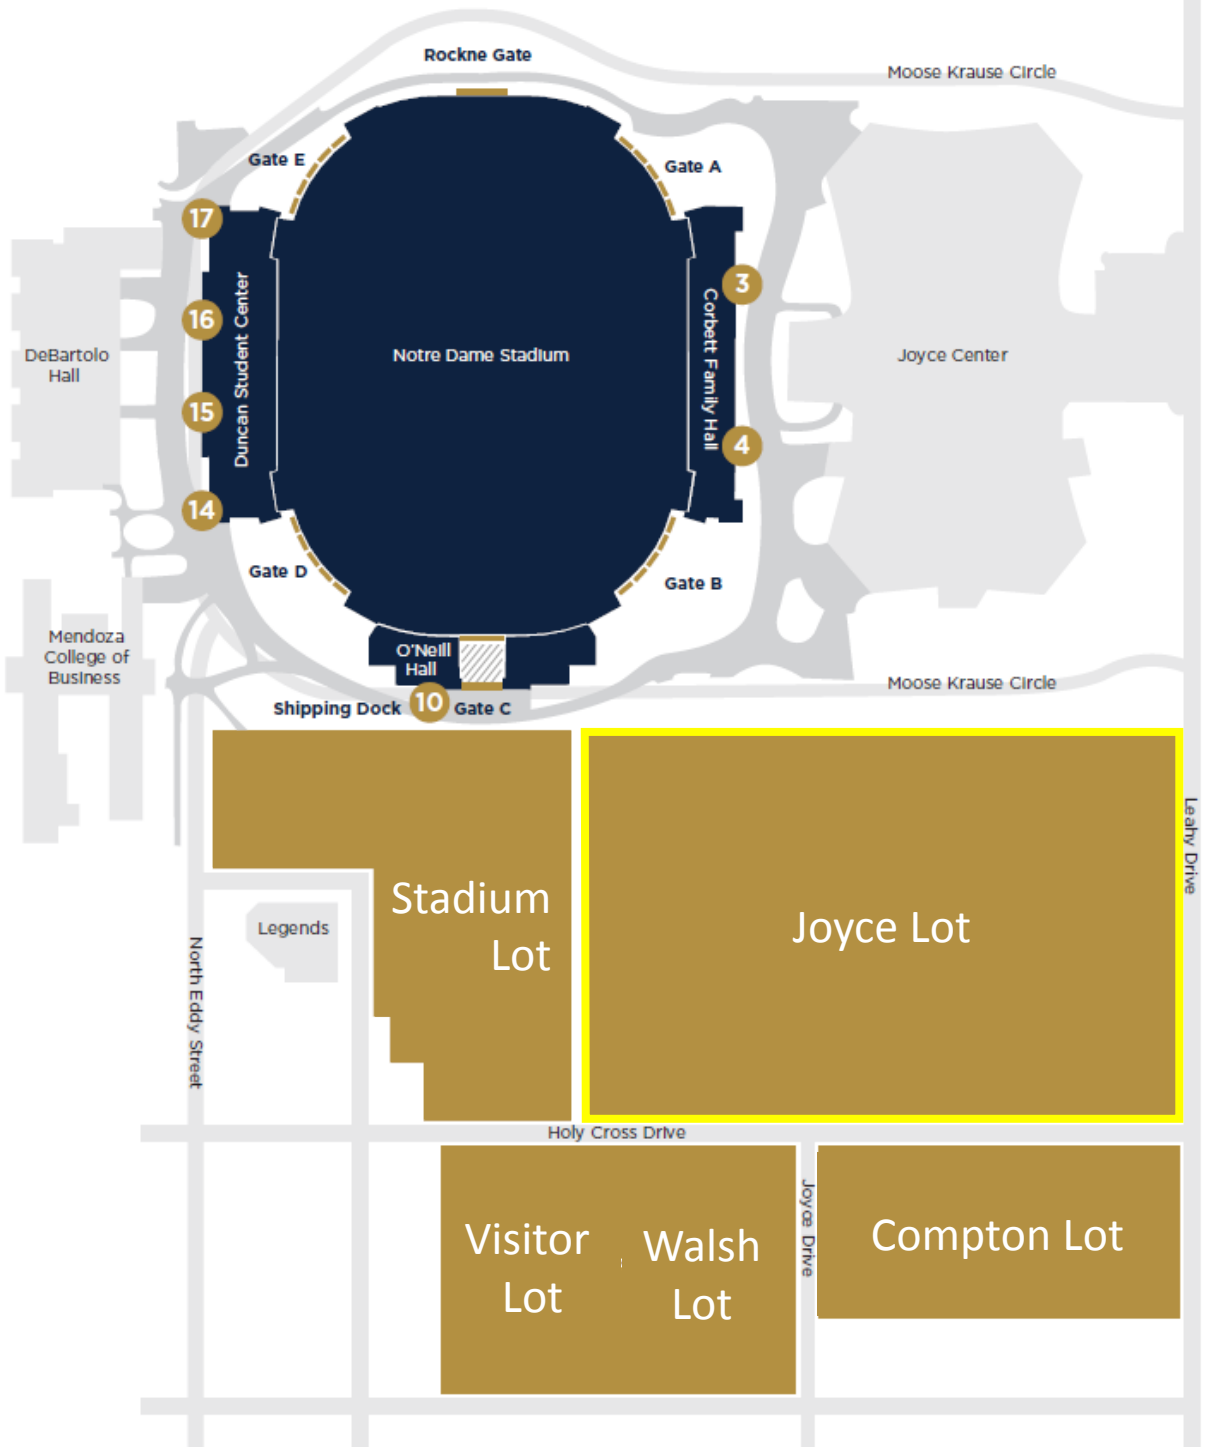 Rockne Gate
Moose Krause Circle
Gate E
Gate A
17
3
16
Duncan Student Center
Notre Dame Stadium
Corbett Family Hall
Joyce Center
DeBartolo
Hall
15
4
14
Gate D
Gate B
Mendoza
College of
Business
O'Neill
Hall
Moose Krause Circle
Shipping Dock
10
Gate C
Leahy Drive
Stadium
Lot
Joyce Lot
Legends
North Eddy Street
Holy Cross Drive
Visitor
Lot
Walsh
Lot
Joyce Drive
Compton Lot